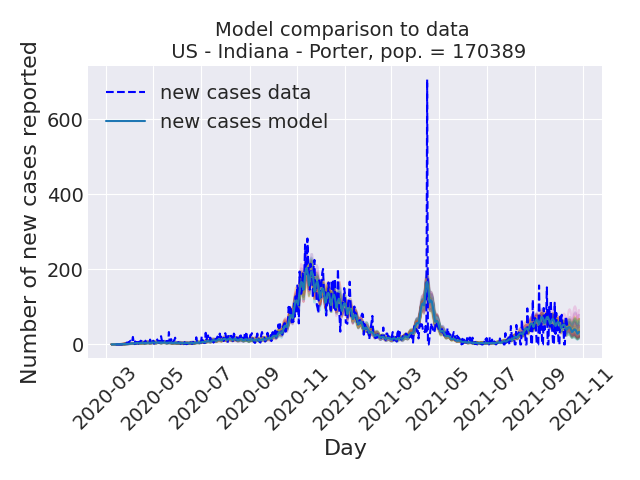 Model comparison to data
US - Indiana - Porter, pop. = 170389
Number of new cases reported
new cases data
new cases model
600
400
200
0
2020-03
2020-05
2020-07
2020-09
2020-11
2021-01
2021-03
2021-05
2021-07
2021-09
2021-11
Day